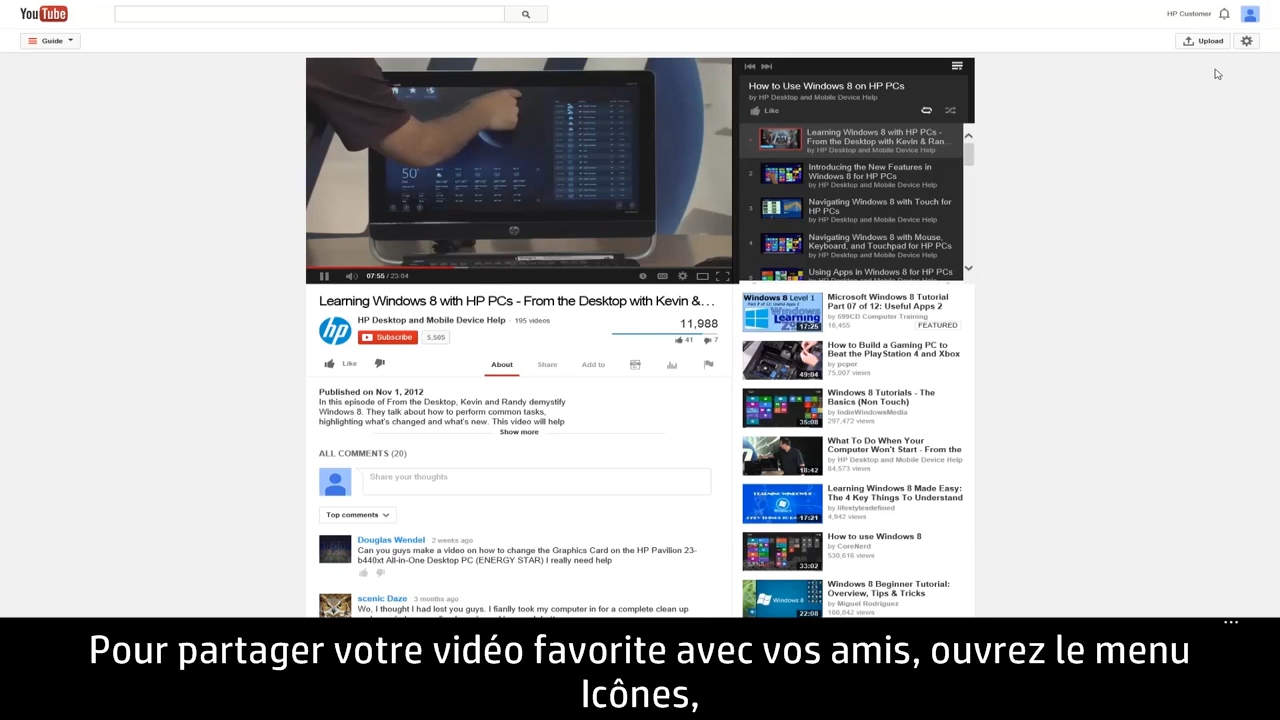 YouTube
HP Customer
Guide
Upload
50°
07:55 / 23:04
How to Use Windows 8 on HP PCs
by HP Desktop and Mobile Device Help
Like
Learning Windows 8 with HP PCs -
From the Desktop with Kevin & Ran...
by HP Desktop and Mobile Device Help
2
Introducing the New Features in
Windows 8 for HP PCs
by HP Desktop and Mobile Device Help
3
Navigating Windows 8 with Touch for
HP PCs
by HP Desktop and Mobile Device Help
4
Navigating Windows 8 with Mouse,
Keyboard, and Touchpad for HP PCs
by HP Desktop and Mobile Device Help
Using Apps in Windows 8 for HP PCs
Learning Windows 8 with HP PCs - From the Desktop with Kevin &...
HP Desktop and Mobile Device Help · 195 videos
Subscribe 5,505
11,988
41 7
Like
About Share Add to
Published on Nov 1, 2012
In this episode of From the Desktop, Kevin and Randy demystify
Windows 8. They talk about how to perform common tasks,
highlighting what's changed and what's new. This video will help
Show more
ALL COMMENTS (20)
Share your thoughts
Top comments
Douglas Wendel 2 weeks ago
Can you guys make a video on how to change the Graphics Card on the HP Pavilion 23-
b440xt All-in-One Desktop PC (ENERGY STAR) I really need help
scenic Daze 3 months ago
Wo, I thought I had lost you guys. I fianlly took my computer in for a complete clean up
Windows 8 Level 1
Windows
Learning
17:25
Microsoft Windows 8 Tutorial
Part 07 of 12: Useful Apps 2
by 599CD Computer Training
16,455
FEATURED
49:04
How to Build a Gaming PC to
Beat the PlayStation 4 and Xbox
by pcper
75,007 views
Windows 8 Tutorials - The
Basics (Non Touch)
by IndieWindowsMedia
297,472 views
18:42
What To Do When Your
Computer Won't Start - From the
by HP Desktop and Mobile Device Help
84,573 views
17:21
Learning Windows 8 Made Easy:
The 4 Key Things To Understand
by lifestylesdefined
4,942 views
33:02
How to use Windows 8
by CoreNerd
530,616 views
Windows 8
22:08
Windows 8 Beginner Tutorial:
Overview, Tips & Tricks
by Miguel Rodriguez
Pour partager votre vidéo favorite avec vos amis, ouvrez le menu
Icônes,